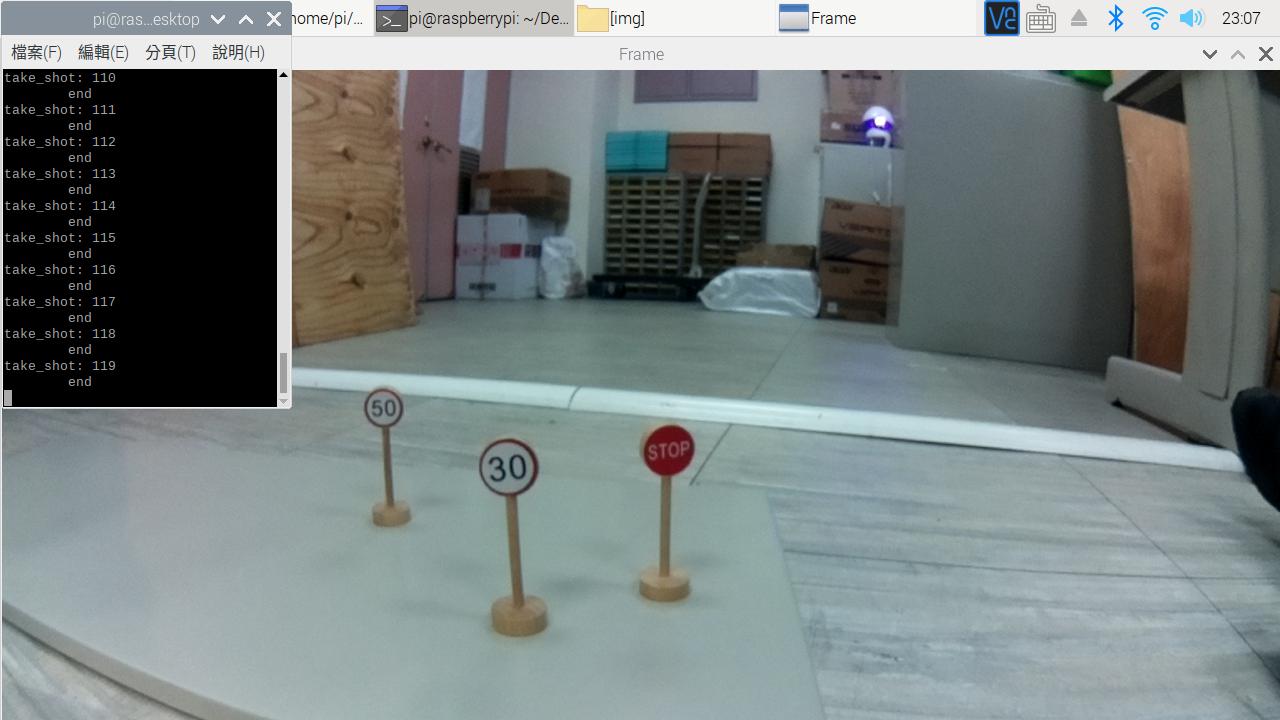 pi@ras...esktop
home/pi/...
pi@raspberrypi: ~/De...
[img]
Frame
23:07
檔案(F) 編輯(E) 分頁(T) 說明(H)
Frame
take_shot: 110
end
take_shot: 111
end
take_shot: 112
end
take_shot: 113
end
take_shot: 114
end
take_shot: 115
end
take_shot: 116
end
take_shot: 117
end
take_shot: 118
end
take_shot: 119
end
50
30
STOP
acer
acer